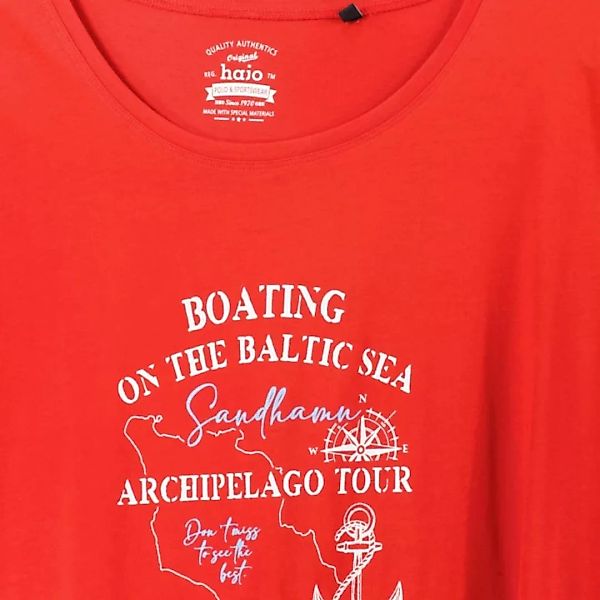 QUALITY AUTHENTICS
Original
REG. hajo TM
POLO & SPORTSWEAR
Since 1920
MADE WITH SPECIAL MATERIALS
BOATING
ON THE BALTIC SEA
Sandhamn
N
W E
ARCHIPELAGO TOUR
Don't miss
to see the
best.